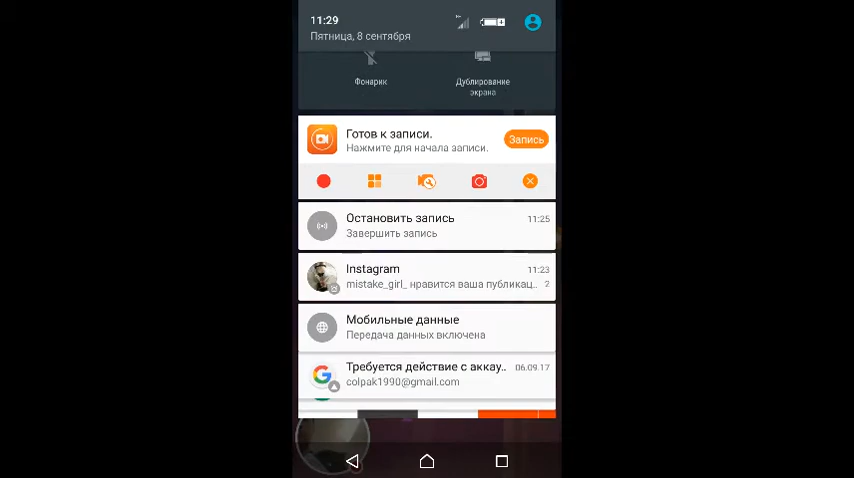 11:29
Пятница, 8 сентября
Фонарик
Дублирование
экрана
Готов к записи.
Нажмите для начала записи.
Запись
Остановить запись
11:25
Завершить запись
Instagram
11:23
mistake_girl_ нравится ваша публикац..
2
Мобильные данные
Передача данных включена
Требуется действие с аккау..
06.09.17
colpak1990@gmail.com